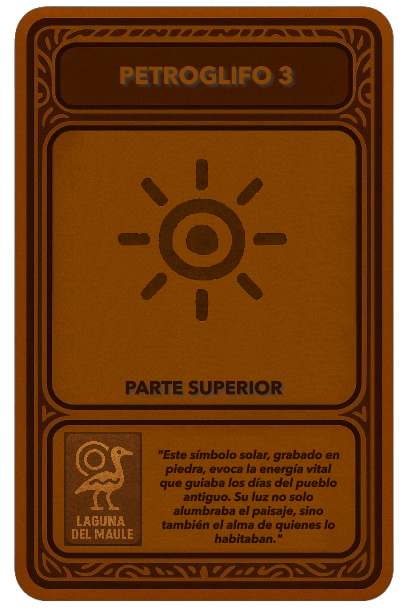 PETROGLIFO 3
PARTE SUPERIOR
LAGUNA
DEL MAULE
"Este símbolo solar, grabado en
piedra, evoca la energía vital
que guiaba los días del pueblo
antiguo. Su luz no solo
alumbraba el paisaje, sino
también el alma de quienes lo
habitaban."